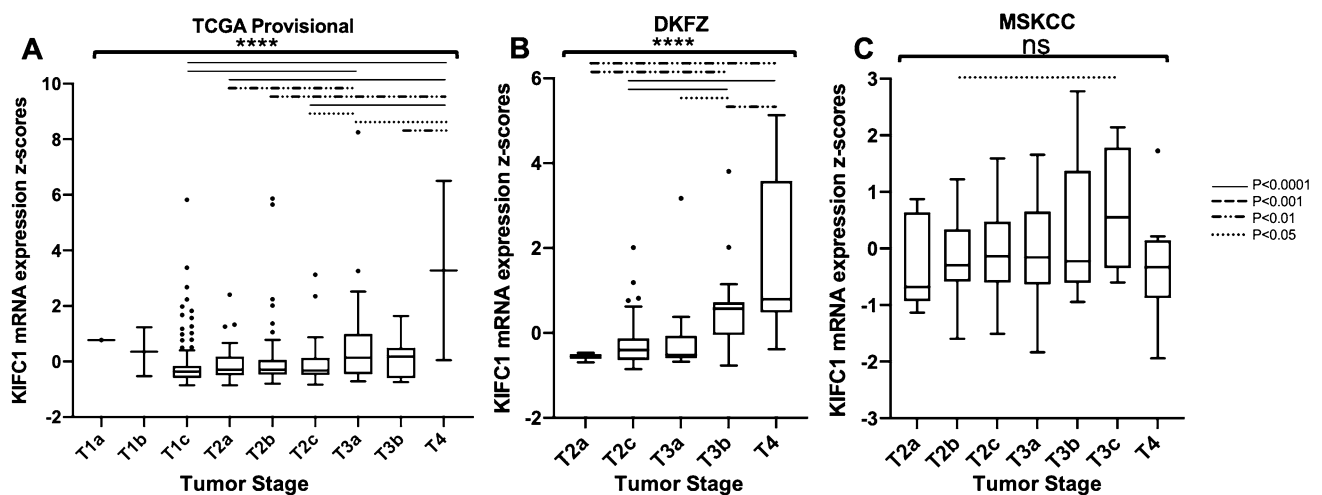 A
TCGA Provisional
****
KIFC1 mRNA expression z-scores
10
8
6
4
2
0
-2
T1a T1b T1c T2a T2b T2c T3a T3b T4
Tumor Stage
B
DKFZ
****
KIFC1 mRNA expression z-scores
6
4
2
0
-2
T2a T2c T3a T3b T4
Tumor Stage
C
MSKCC
ns
KIFC1 mRNA expression z-scores
3
2
1
0
-1
-2
-3
T2a T2b T2c T3a T3b T3c T4
Tumor Stage
P<0.0001
P<0.001
P<0.01
P<0.05